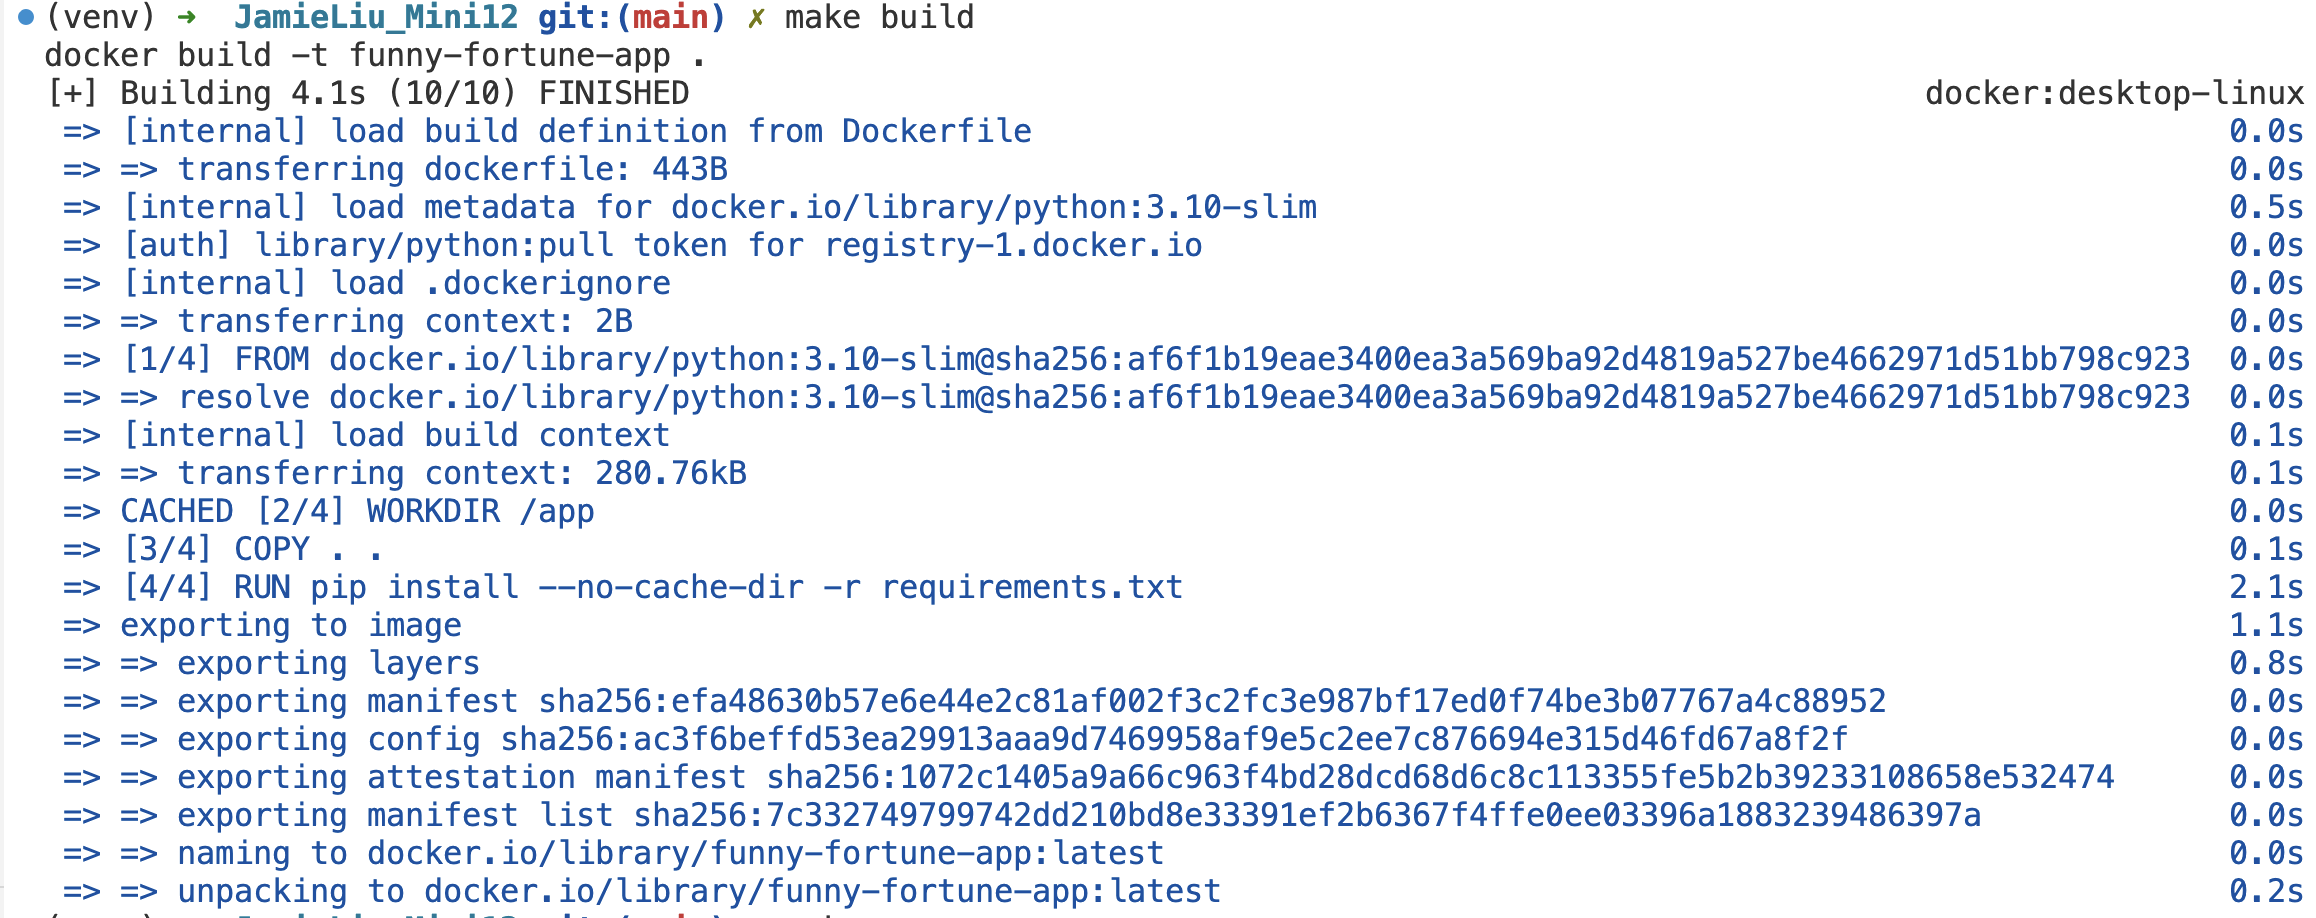 (venv) ➜  JamieLiu_Mini12 git:(main) ✗ make build
docker build -t funny-fortune-app .
[+] Building 4.1s (10/10) FINISHED docker:desktop-linux
=> [internal] load build definition from Dockerfile 0.0s
=> => transferring dockerfile: 443B 0.0s
=> [internal] load metadata for docker.io/library/python:3.10-slim 0.5s
=> [auth] library/python:pull token for registry-1.docker.io 0.0s
=> [internal] load .dockerignore 0.0s
=> => transferring context: 2B 0.0s
=> [1/4] FROM docker.io/library/python:3.10-slim@sha256:af6f1b19eae3400ea3a569ba92d4819a527be4662971d51bb798c923 0.0s
=> => resolve docker.io/library/python:3.10-slim@sha256:af6f1b19eae3400ea3a569ba92d4819a527be4662971d51bb798c923 0.0s
=> [internal] load build context 0.1s
=> => transferring context: 280.76kB 0.1s
=> CACHED [2/4] WORKDIR /app 0.0s
=> [3/4] COPY . . 0.1s
=> [4/4] RUN pip install --no-cache-dir -r requirements.txt 2.1s
=> exporting to image 1.1s
=> => exporting layers 0.8s
=> => exporting manifest sha256:efa48630b57e6e44e2c81af002f3c2fc3e987bf17ed0f74be3b07767a4c88952 0.0s
=> => exporting config sha256:ac3f6beffd53ea29913aaa9d7469958af9e5c2ee7c876694e315d46fd67a8f2f 0.0s
=> => exporting attestation manifest sha256:1072c1405a9a66c963f4bd28dcd68d6c8c113355fe5b2b39233108658e532474 0.0s
=> => exporting manifest list sha256:7c332749799742dd210bd8e33391ef2b6367f4ffe0ee03396a1883239486397a 0.0s
=> => naming to docker.io/library/funny-fortune-app:latest 0.0s
=> => unpacking to docker.io/library/funny-fortune-app:latest 0.2s